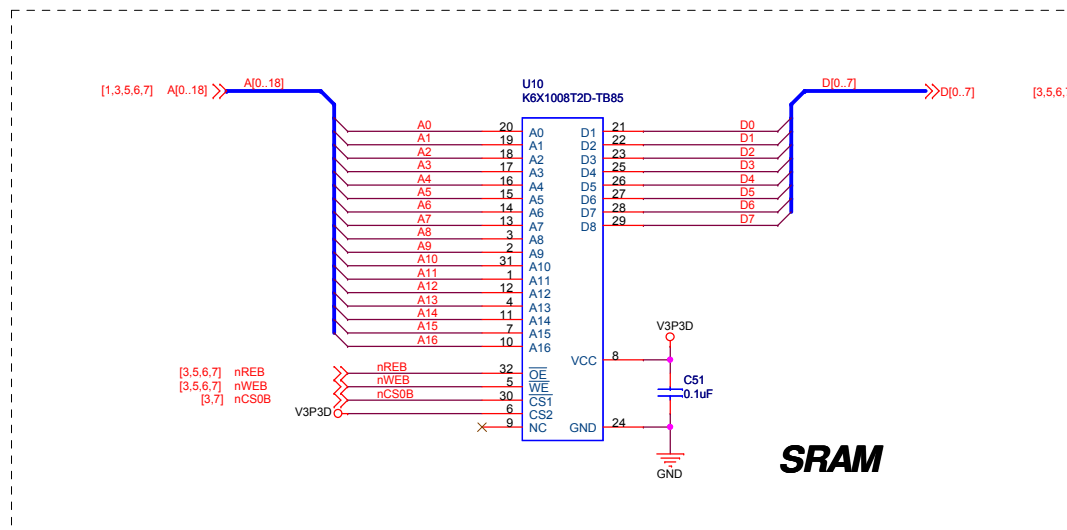 U10
K6X1008T2D-TB85
[1,3,5,6,7] A[0..18] A[0..18] D[0..7] D[0..7] [3,5,6,
A0 20 A0 D1 21 D0
A1 19 A1 D2 22 D1
A2 18 A2 D3 23 D2
A3 17 A3 D4 25 D3
A4 16 A4 D5 26 D4
A5 15 A5 D6 27 D5
A6 14 A6 D7 28 D6
A7 13 A7 D8 29 D7
A8 3 A8
A9 2 A9
A10 31 A10
A11 1 A11
A12 12 A12
A13 4 A13
A14 11 A14
A15 7 A15
A16 10 A16
V3P3D
VCC 8
[3,5,6,7] nREB nREB 32 OE
[3,5,6,7] nWEB nWEB 5 WE
[3,7] nCS0B nCS0B 30 CS1
C51
0.1uF
V3P3D 6 CS2
9 NC GND 24
GND
SRAM